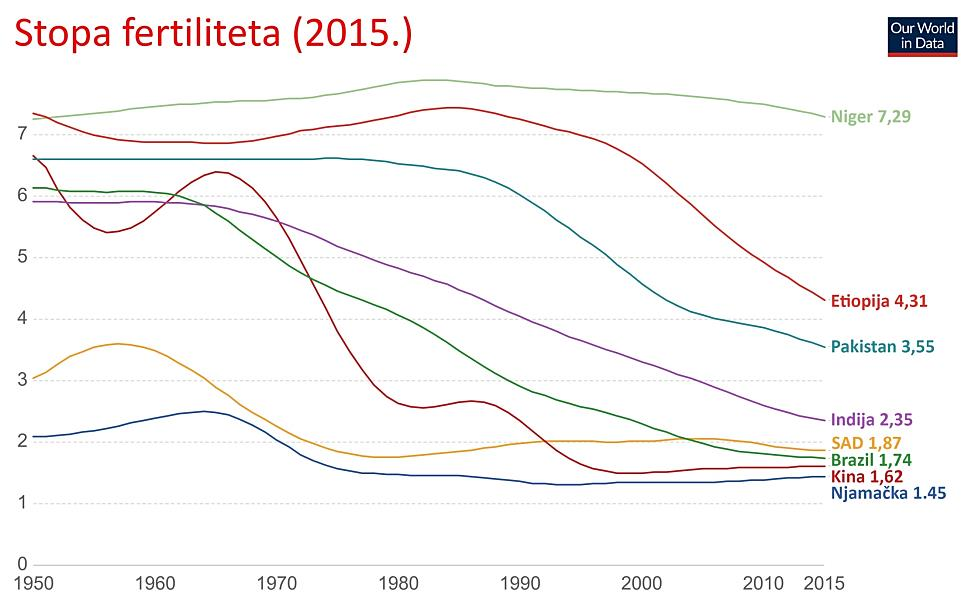 Stopa fertiliteta (2015.)
Our World
in Data
7
6
5
4
3
2
1
0
Niger 7,29
Etiopija 4,31
Pakistan 3,55
Indija 2,35
SAD 1,87
Brazil 1,74
Kina 1,62
Njamačka 1.45
1950 1960 1970 1980 1990 2000 2010 2015